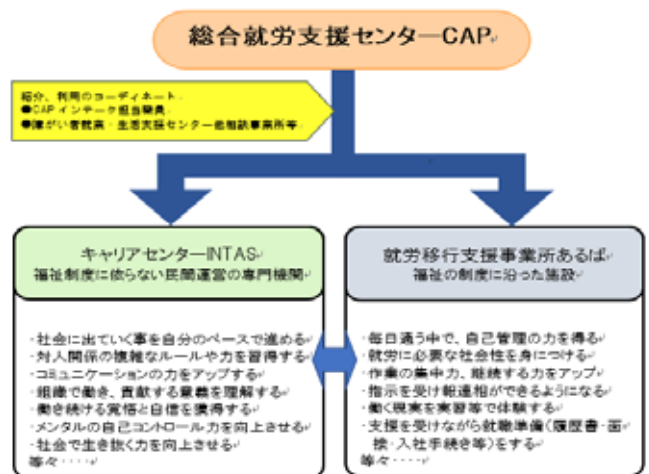 総合就労支援センターCAP
紹介、利用のコーディネート
●CAP インテーク担当職員
●障がい者就業・生活支援センター他相談事業所等
キャリアセンターINTAS
福祉制度に依らない民間運営の専門機関
・社会に出ていく事を自分のペースで進める
・対人関係の複雑なルールや力を習得する
・コミュニケーションの力をアップする
・組織で働き、貢献する意義を理解する
・働き続ける覚悟と自信を獲得する
・メンタルの自己コントロール力を向上させる
・社会で生き抜く力を向上させる
等々・・・・
就労移行支援事業所あるば
福祉の制度に沿った施設
・毎日通う中で、自己管理の力を得る
・就労に必要な社会性を身につける
・作業の集中力、継続する力をアップ
・指示を受け報連相ができるようになる
・働く現実を実習等で体験する
・支援を受けながら就職準備(履歴書・面
接・入社手続き等)をする
等々・・・・